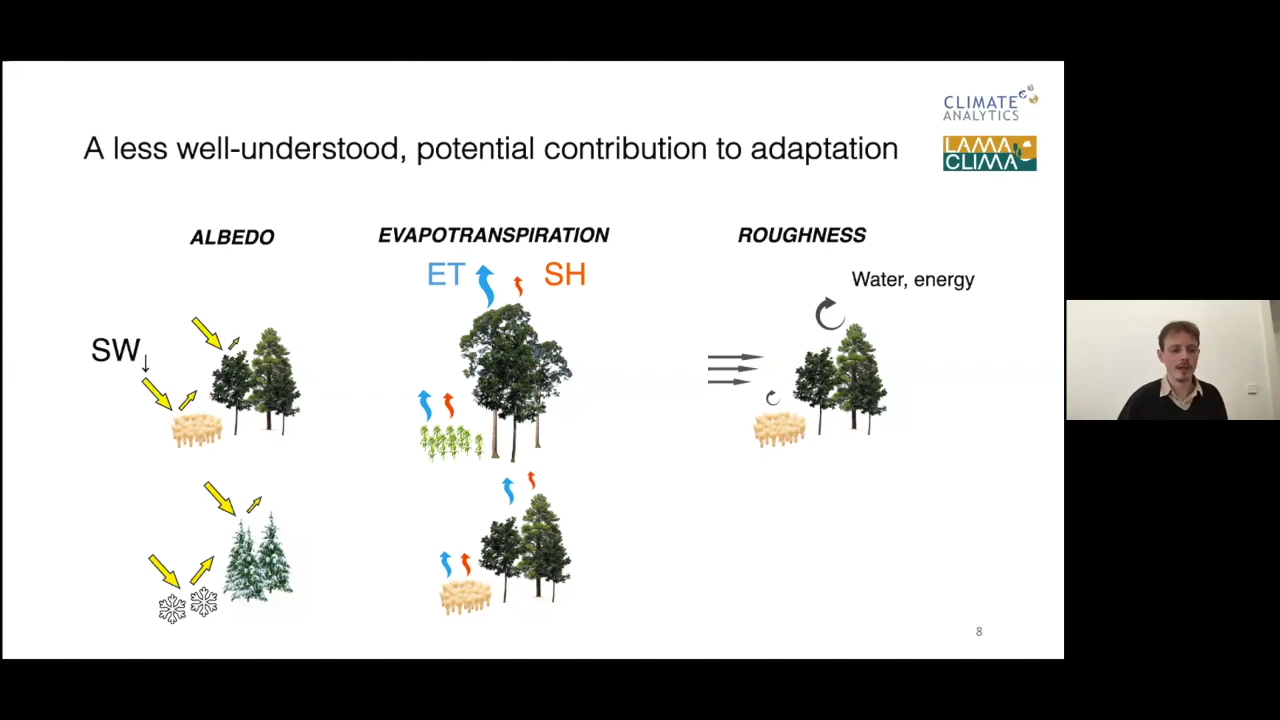 CLIMATE
ANALYTICS
A less well-understood, potential contribution to adaptation
LAMA
CLIMA
ALBEDO
EVAPOTRANSPIRATION
ROUGHNESS
ET
SH
Water, energy
SW↓
8